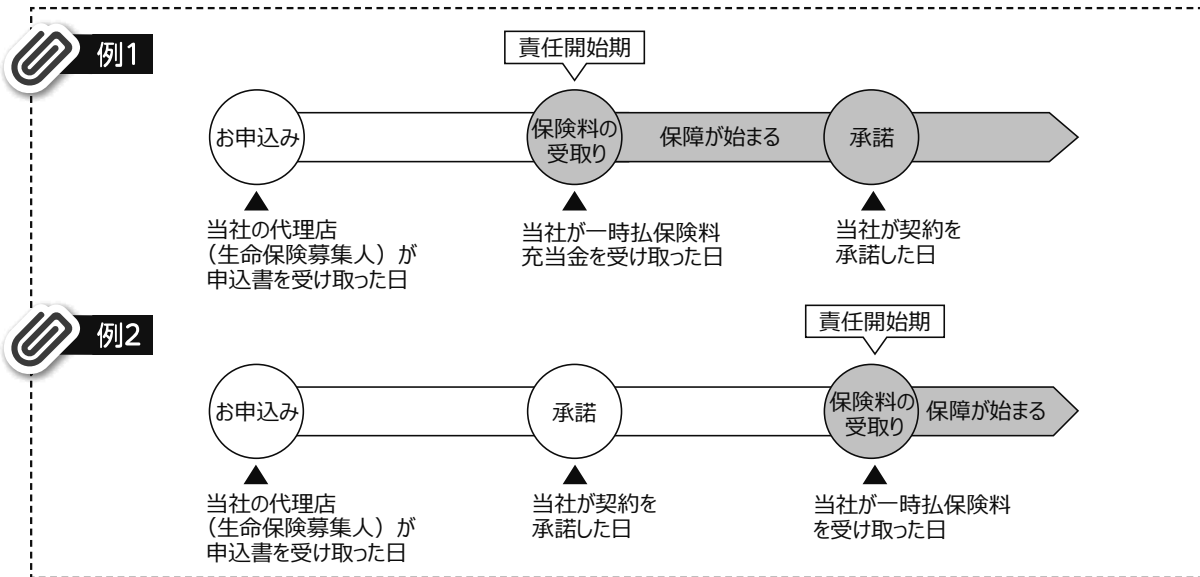 例1
責任開始期
お申込み
保険料の
受取り
保障が始まる
承諾
当社の代理店
（生命保険募集人）が
申込書を受け取った日
当社が一時払保険料
充当金を受け取った日
当社が契約を
承諾した日
例2
責任開始期
お申込み
承諾
保険料の
受取り
保障が始まる
当社の代理店
（生命保険募集人）が
申込書を受け取った日
当社が契約を
承諾した日
当社が一時払保険料
を受け取った日